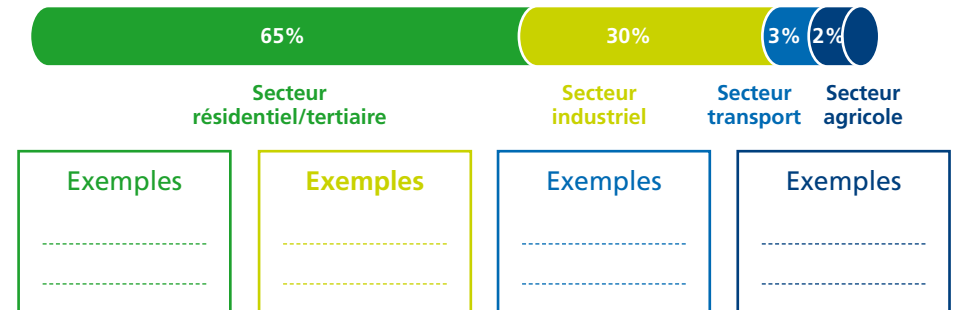 65% 30% 3% 2%
Secteur
résidentiel/tertiaire
Secteur
industriel
Secteur
transport
Secteur
agricole
Exemples
Exemples
Exemples
Exemples